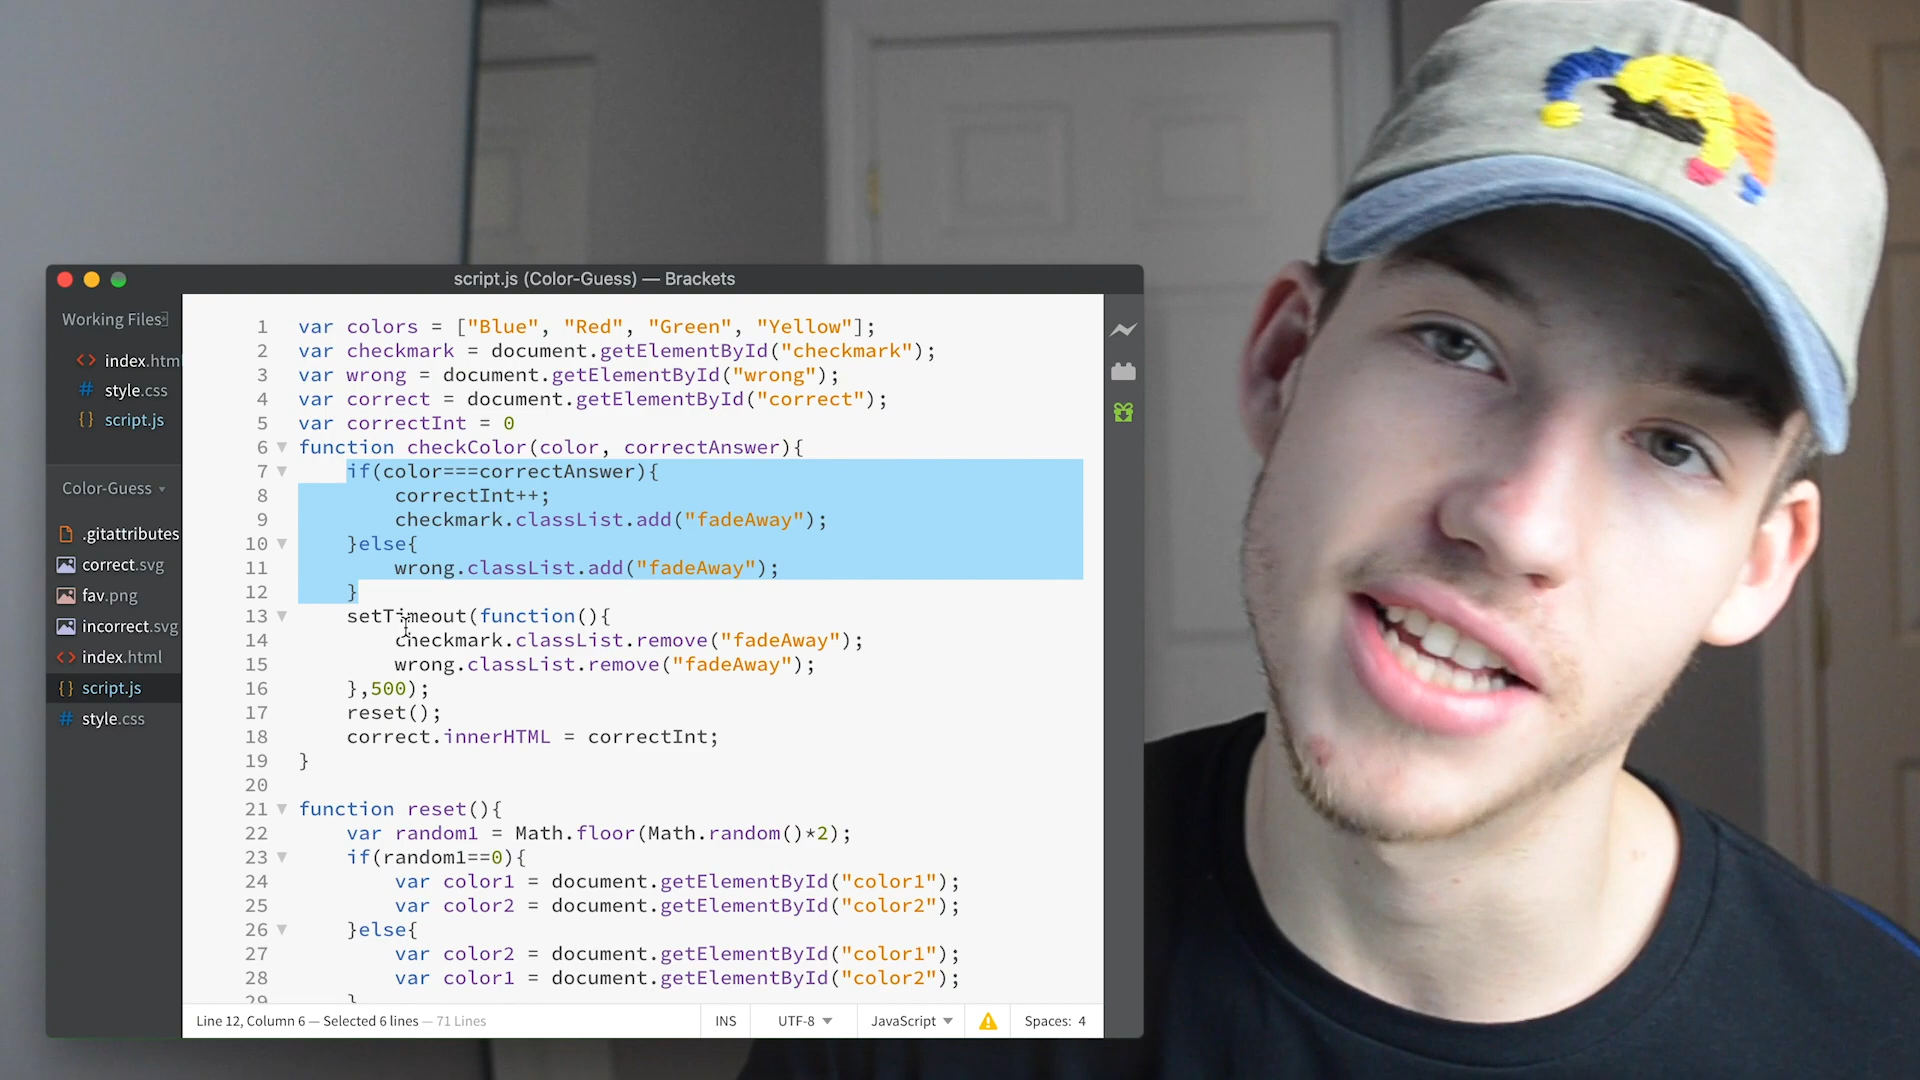 script.js (Color-Guess) — Brackets
Working Files
index.htm
style.css
script.js
Color-Guess
.gitattributes
correct.svg
fav.png
incorrect.svg
index.html
script.js
style.css
1 var colors = ["Blue", "Red", "Green", "Yellow"];
2 var checkmark = document.getElementById("checkmark");
3 var wrong = document.getElementById("wrong");
4 var correct = document.getElementById("correct");
5 var correctInt = 0
6 function checkColor(color, correctAnswer){
7 if(color===correctAnswer){
8 correctInt++;
9 checkmark.classList.add("fadeAway");
10 }else{
11 wrong.classList.add("fadeAway");
12 }
13 setTimeout(function(){
14 checkmark.classList.remove("fadeAway");
15 wrong.classList.remove("fadeAway");
16 },500);
17 reset();
18 correct.innerHTML = correctInt;
19 }
20
21 function reset(){
22 var random1 = Math.floor(Math.random()*2);
23 if(random1==0){
24 var color1 = document.getElementById("color1");
25 var color2 = document.getElementById("color2");
26 }else{
27 var color2 = document.getElementById("color1");
28 var color1 = document.getElementById("color2");
29 }
Line 12, Column 6 — Selected 6 lines — 71 Lines
INS
UTF-8
JavaScript
Spaces: 4